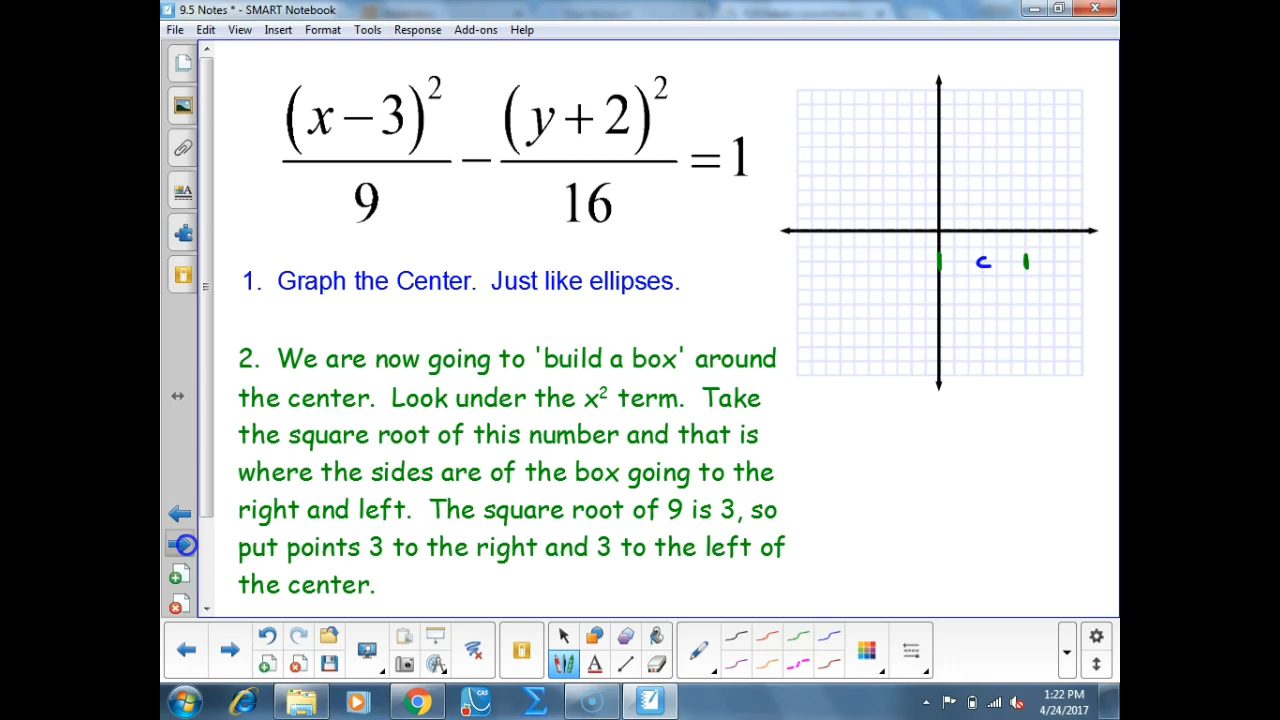 9.5 Notes * - SMART Notebook
File Edit View Insert Format Tools Response Add-ons Help
(x−3)² / 9 − (y+2)² / 16 = 1
1. Graph the Center. Just like ellipses.
2. We are now going to 'build a box' around
the center. Look under the x² term. Take
the square root of this number and that is
where the sides are of the box going to the
right and left. The square root of 9 is 3, so
put points 3 to the right and 3 to the left of
the center.
C
CAS
1:22 PM
4/24/2017